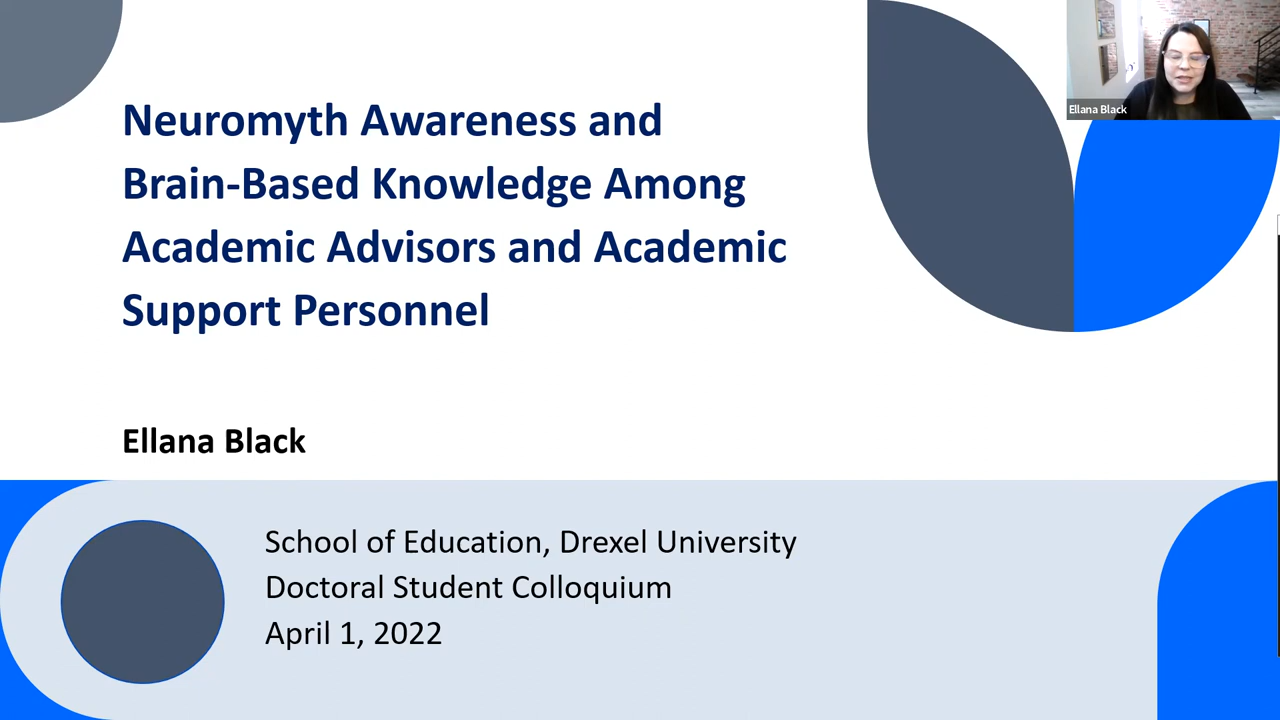 Neuromyth Awareness and
Brain-Based Knowledge Among
Academic Advisors and Academic
Support Personnel
Ellana Black
Ellana Black
School of Education, Drexel University
Doctoral Student Colloquium
April 1, 2022